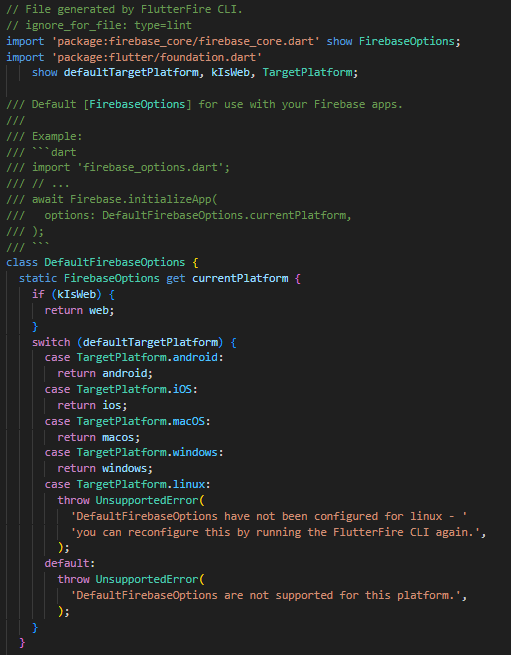 // File generated by FlutterFire CLI.
// ignore_for_file: type=lint
import 'package:firebase_core/firebase_core.dart' show FirebaseOptions;
import 'package:flutter/foundation.dart'
    show defaultTargetPlatform, kIsWeb, TargetPlatform;

/// Default [FirebaseOptions] for use with your Firebase apps.
///
/// Example:
/// ```dart
/// import 'firebase_options.dart';
/// // ...
/// await Firebase.initializeApp(
///   options: DefaultFirebaseOptions.currentPlatform,
/// );
/// ```
class DefaultFirebaseOptions {
  static FirebaseOptions get currentPlatform {
    if (kIsWeb) {
      return web;
    }
    switch (defaultTargetPlatform) {
      case TargetPlatform.android:
        return android;
      case TargetPlatform.iOS:
        return ios;
      case TargetPlatform.macOS:
        return macos;
      case TargetPlatform.windows:
        return windows;
      case TargetPlatform.linux:
        throw UnsupportedError(
          'DefaultFirebaseOptions have not been configured for linux - '
          'you can reconfigure this by running the FlutterFire CLI again.',
        );
      default:
        throw UnsupportedError(
          'DefaultFirebaseOptions are not supported for this platform.',
        );
    }
  }